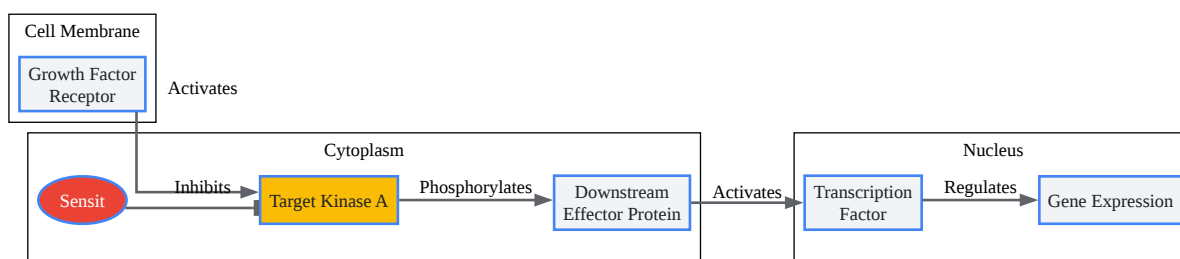 Cell Membrane
Growth Factor
Receptor
Activates
Cytoplasm
Sensit
Inhibits
Target Kinase A
Phosphorylates
Downstream
Effector Protein
Activates
Nucleus
Transcription
Factor
Regulates
Gene Expression